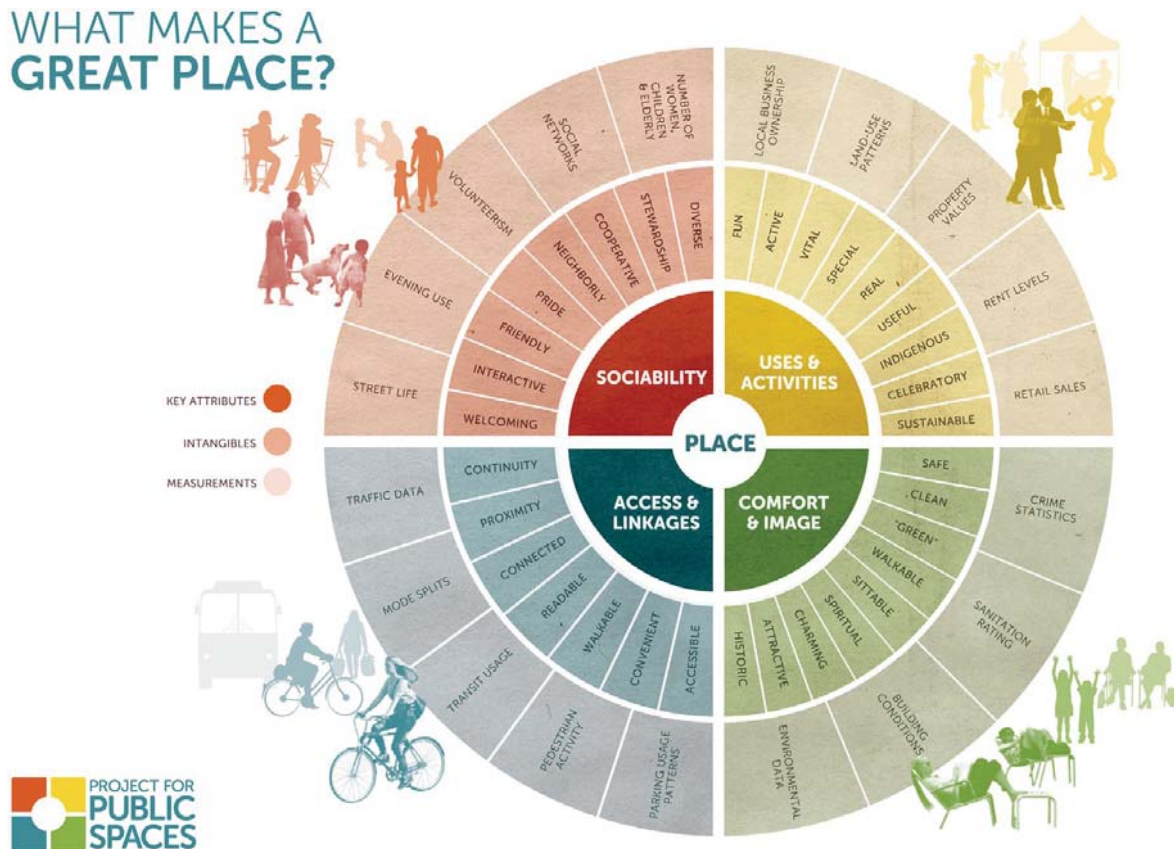 WHAT MAKES A
GREAT PLACE?
NUMBER OF
WOMEN,
CHILDREN
& ELDERLY
SOCIAL
NETWORKS
VOLUNTEERISM
EVENING USE
STREET LIFE
DIVERSE
STEWARDSHIP
COOPERATIVE
NEIGHBORLY
PRIDE
FRIENDLY
INTERACTIVE
WELCOMING
SOCIABILITY
LOCAL BUSINESS
OWNERSHIP
LAND-USE
PATTERNS
PROPERTY
VALUES
RENT LEVELS
RETAIL SALES
FUN
ACTIVE
VITAL
SPECIAL
REAL
USEFUL
INDIGENOUS
CELEBRATORY
SUSTAINABLE
USES &
ACTIVITIES
PLACE
KEY ATTRIBUTES
INTANGIBLES
MEASUREMENTS
ACCESS &
LINKAGES
CONTINUITY
PROXIMITY
CONNECTED
READABLE
WALKABLE
CONVENIENT
ACCESSIBLE
TRAFFIC DATA
MODE SPLITS
TRANSIT USAGE
PEDESTRIAN
ACTIVITY
PARKING USAGE
PATTERNS
COMFORT
& IMAGE
SAFE
CLEAN
"GREEN"
WALKABLE
SITTABLE
SPIRITUAL
CHARMING
ATTRACTIVE
HISTORIC
CRIME
STATISTICS
SANITATION
RATING
BUILDING
CONDITIONS
ENVIRONMENTAL
DATA
PROJECT FOR
PUBLIC
SPACES